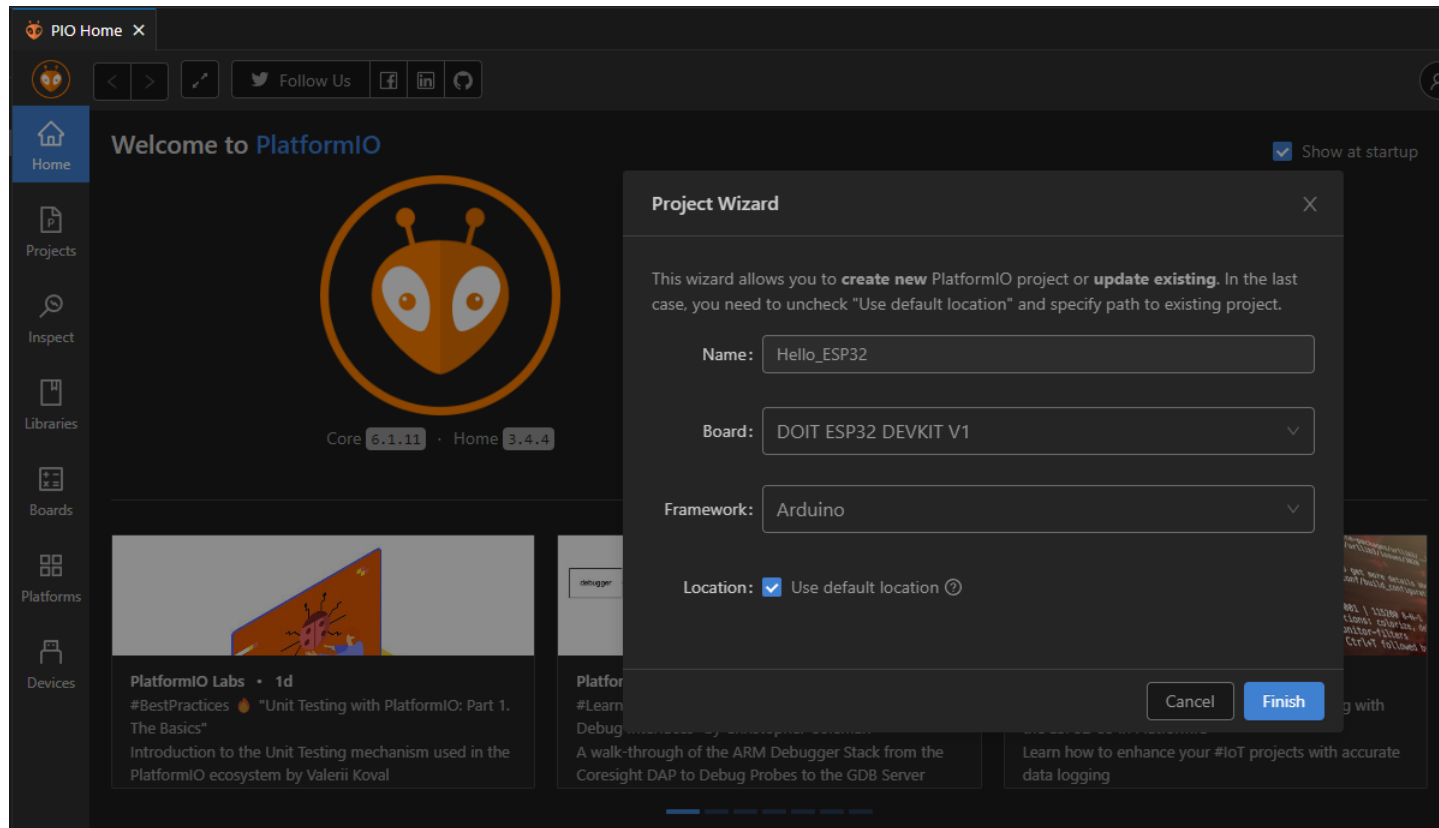 PIO Home
Follow Us
Home
Projects
Inspect
Libraries
Boards
Platforms
Devices
Welcome to PlatformIO
Show at startup
Core 6.1.11 · Home 3.4.4
Project Wizard
This wizard allows you to create new PlatformIO project or update existing. In the last
case, you need to uncheck "Use default location" and specify path to existing project.
Name: Hello_ESP32
Board: DOIT ESP32 DEVKIT V1
Framework: Arduino
Location: Use default location
Cancel
Finish
debugger
PlatformIO Labs • 1d
#BestPractices 🔥 "Unit Testing with PlatformIO: Part 1.
The Basics"
Introduction to the Unit Testing mechanism used in the
PlatformIO ecosystem by Valerii Koval
#Learn
Debug
A walk-through of the ARM Debugger Stack from the
Coresight DAP to Debug Probes to the GDB Server
with
Learn how to enhance your #IoT projects with accurate
data logging